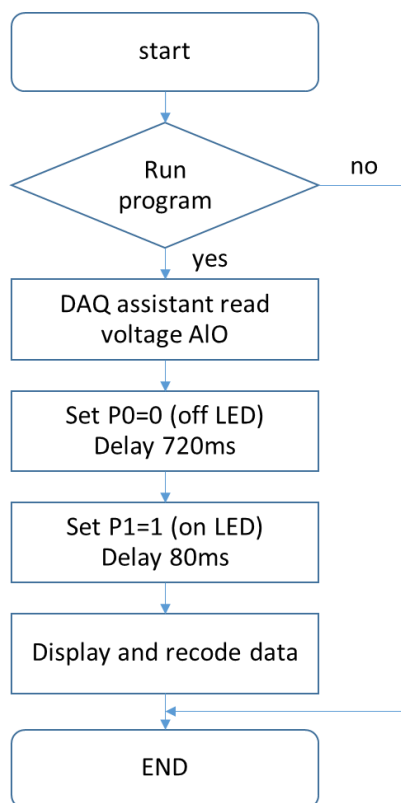 start
Run
program
no
yes
DAQ assistant read
voltage AlO
Set P0=0 (off LED)
Delay 720ms
Set P1=1 (on LED)
Delay 80ms
Display and recode data
END